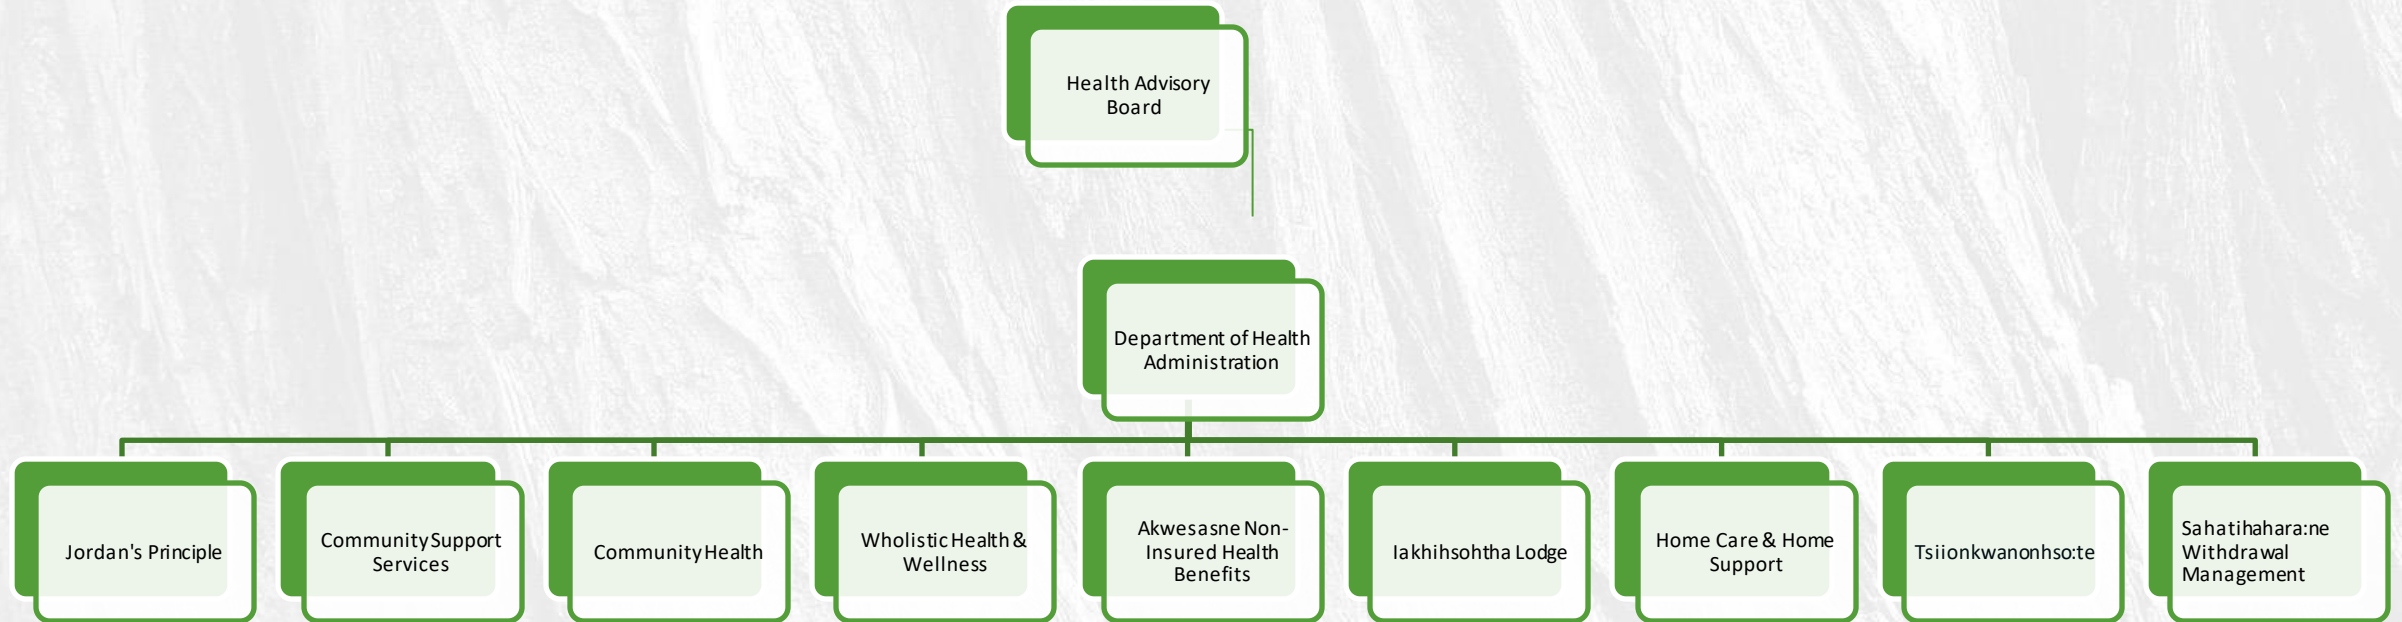 Health Advisory
Board
Department of Health
Administration
Jordan's Principle
Community Support
Services
Community Health
Wholistic Health &
Wellness
Akwesasne Non-
Insured Health
Benefits
Iakhihsohtha Lodge
Home Care & Home
Support
Tsiionkwanonhso:te
Sahatihahara:ne
Withdrawal
Management